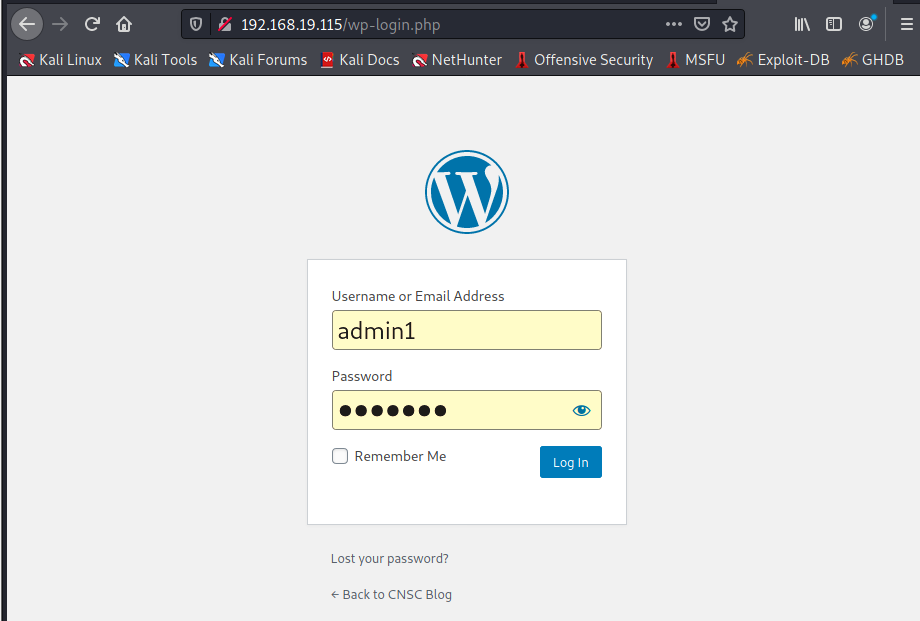 192.168.19.115/wp-login.php
Kali Linux Kali Tools Kali Forums Kali Docs NetHunter Offensive Security MSFU Exploit-DB GHDB
Username or Email Address
admin1
Password
Remember Me
Log In
Lost your password?
← Back to CNSC Blog